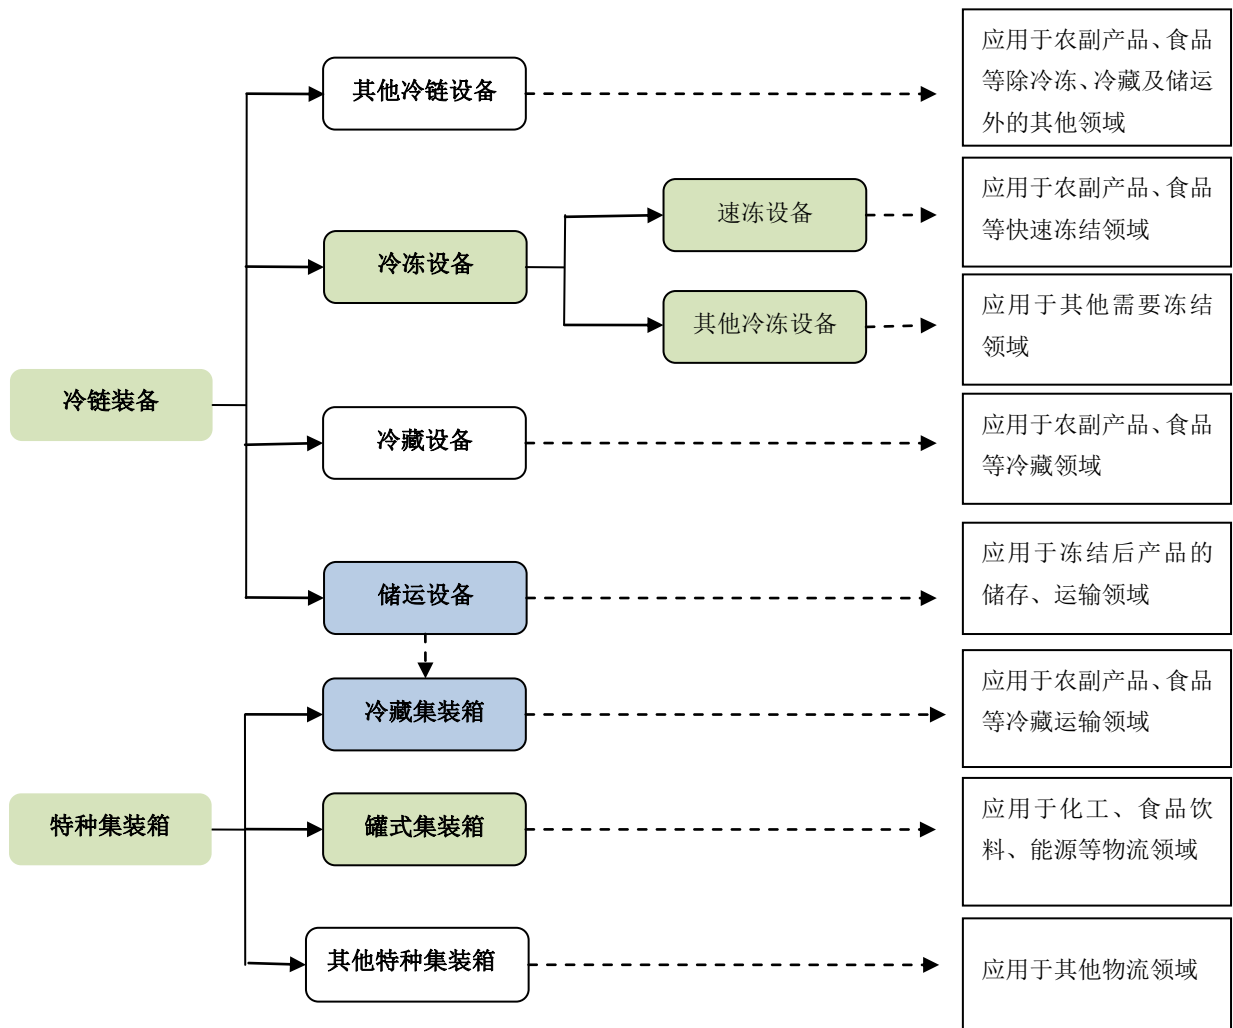 其他冷链设备
应用于农副产品、食品
等除冷冻、冷藏及储运
外的其他领域
冷冻设备
速冻设备
应用于农副产品、食品
等快速冻结领域
其他冷冻设备
应用于其他需要冻结
领域
冷链装备
冷藏设备
应用于农副产品、食品
等冷藏领域
储运设备
应用于冻结后产品的
储存、运输领域
冷藏集装箱
应用于农副产品、食品
等冷藏运输领域
特种集装箱
罐式集装箱
应用于化工、食品饮
料、能源等物流领域
其他特种集装箱
应用于其他物流领域